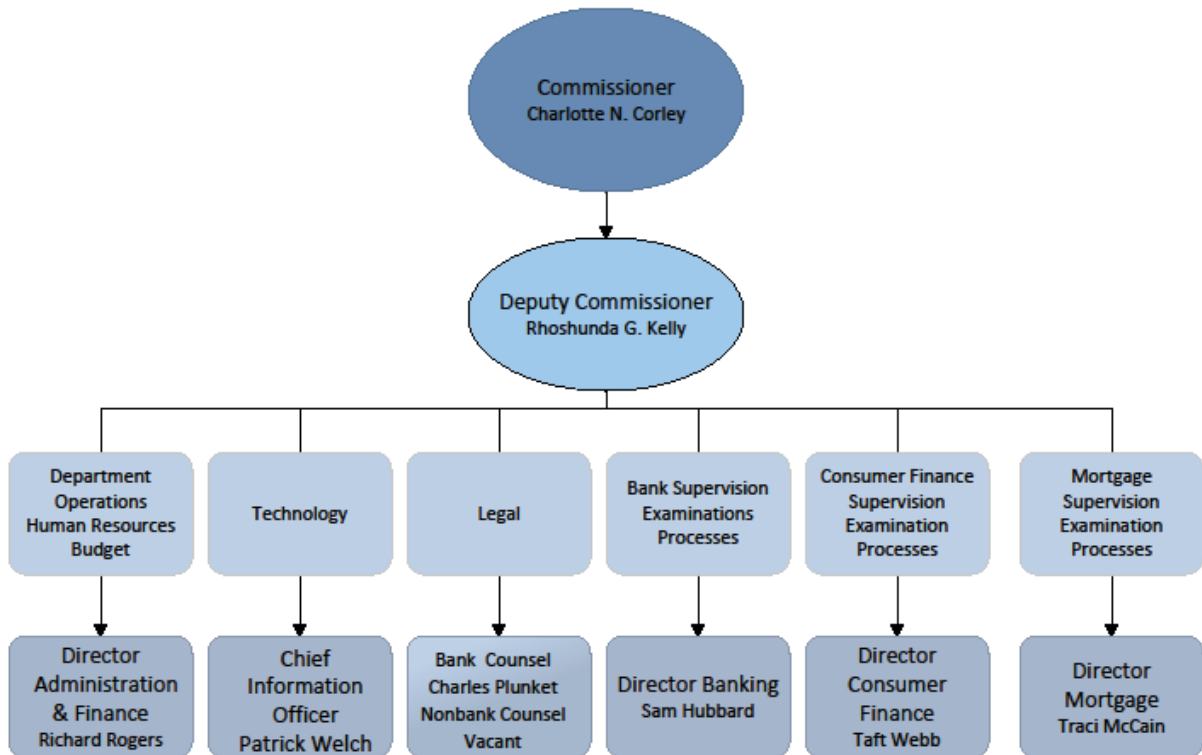 Commissioner
Charlotte N. Corley
Deputy Commissioner
Rhoshunda G. Kelly
Department
Operations
Human Resources
Budget
Technology
Legal
Bank Supervision
Examinations
Processes
Consumer Finance
Supervision
Examination
Processes
Mortgage
Supervision
Examination
Processes
Director
Administration
& Finance
Richard Rogers
Chief
Information
Officer
Patrick Welch
Bank Counsel
Charles Plunket
Nonbank Counsel
Vacant
Director Banking
Sam Hubbard
Director
Consumer
Finance
Taft Webb
Director
Mortgage
Traci McCain